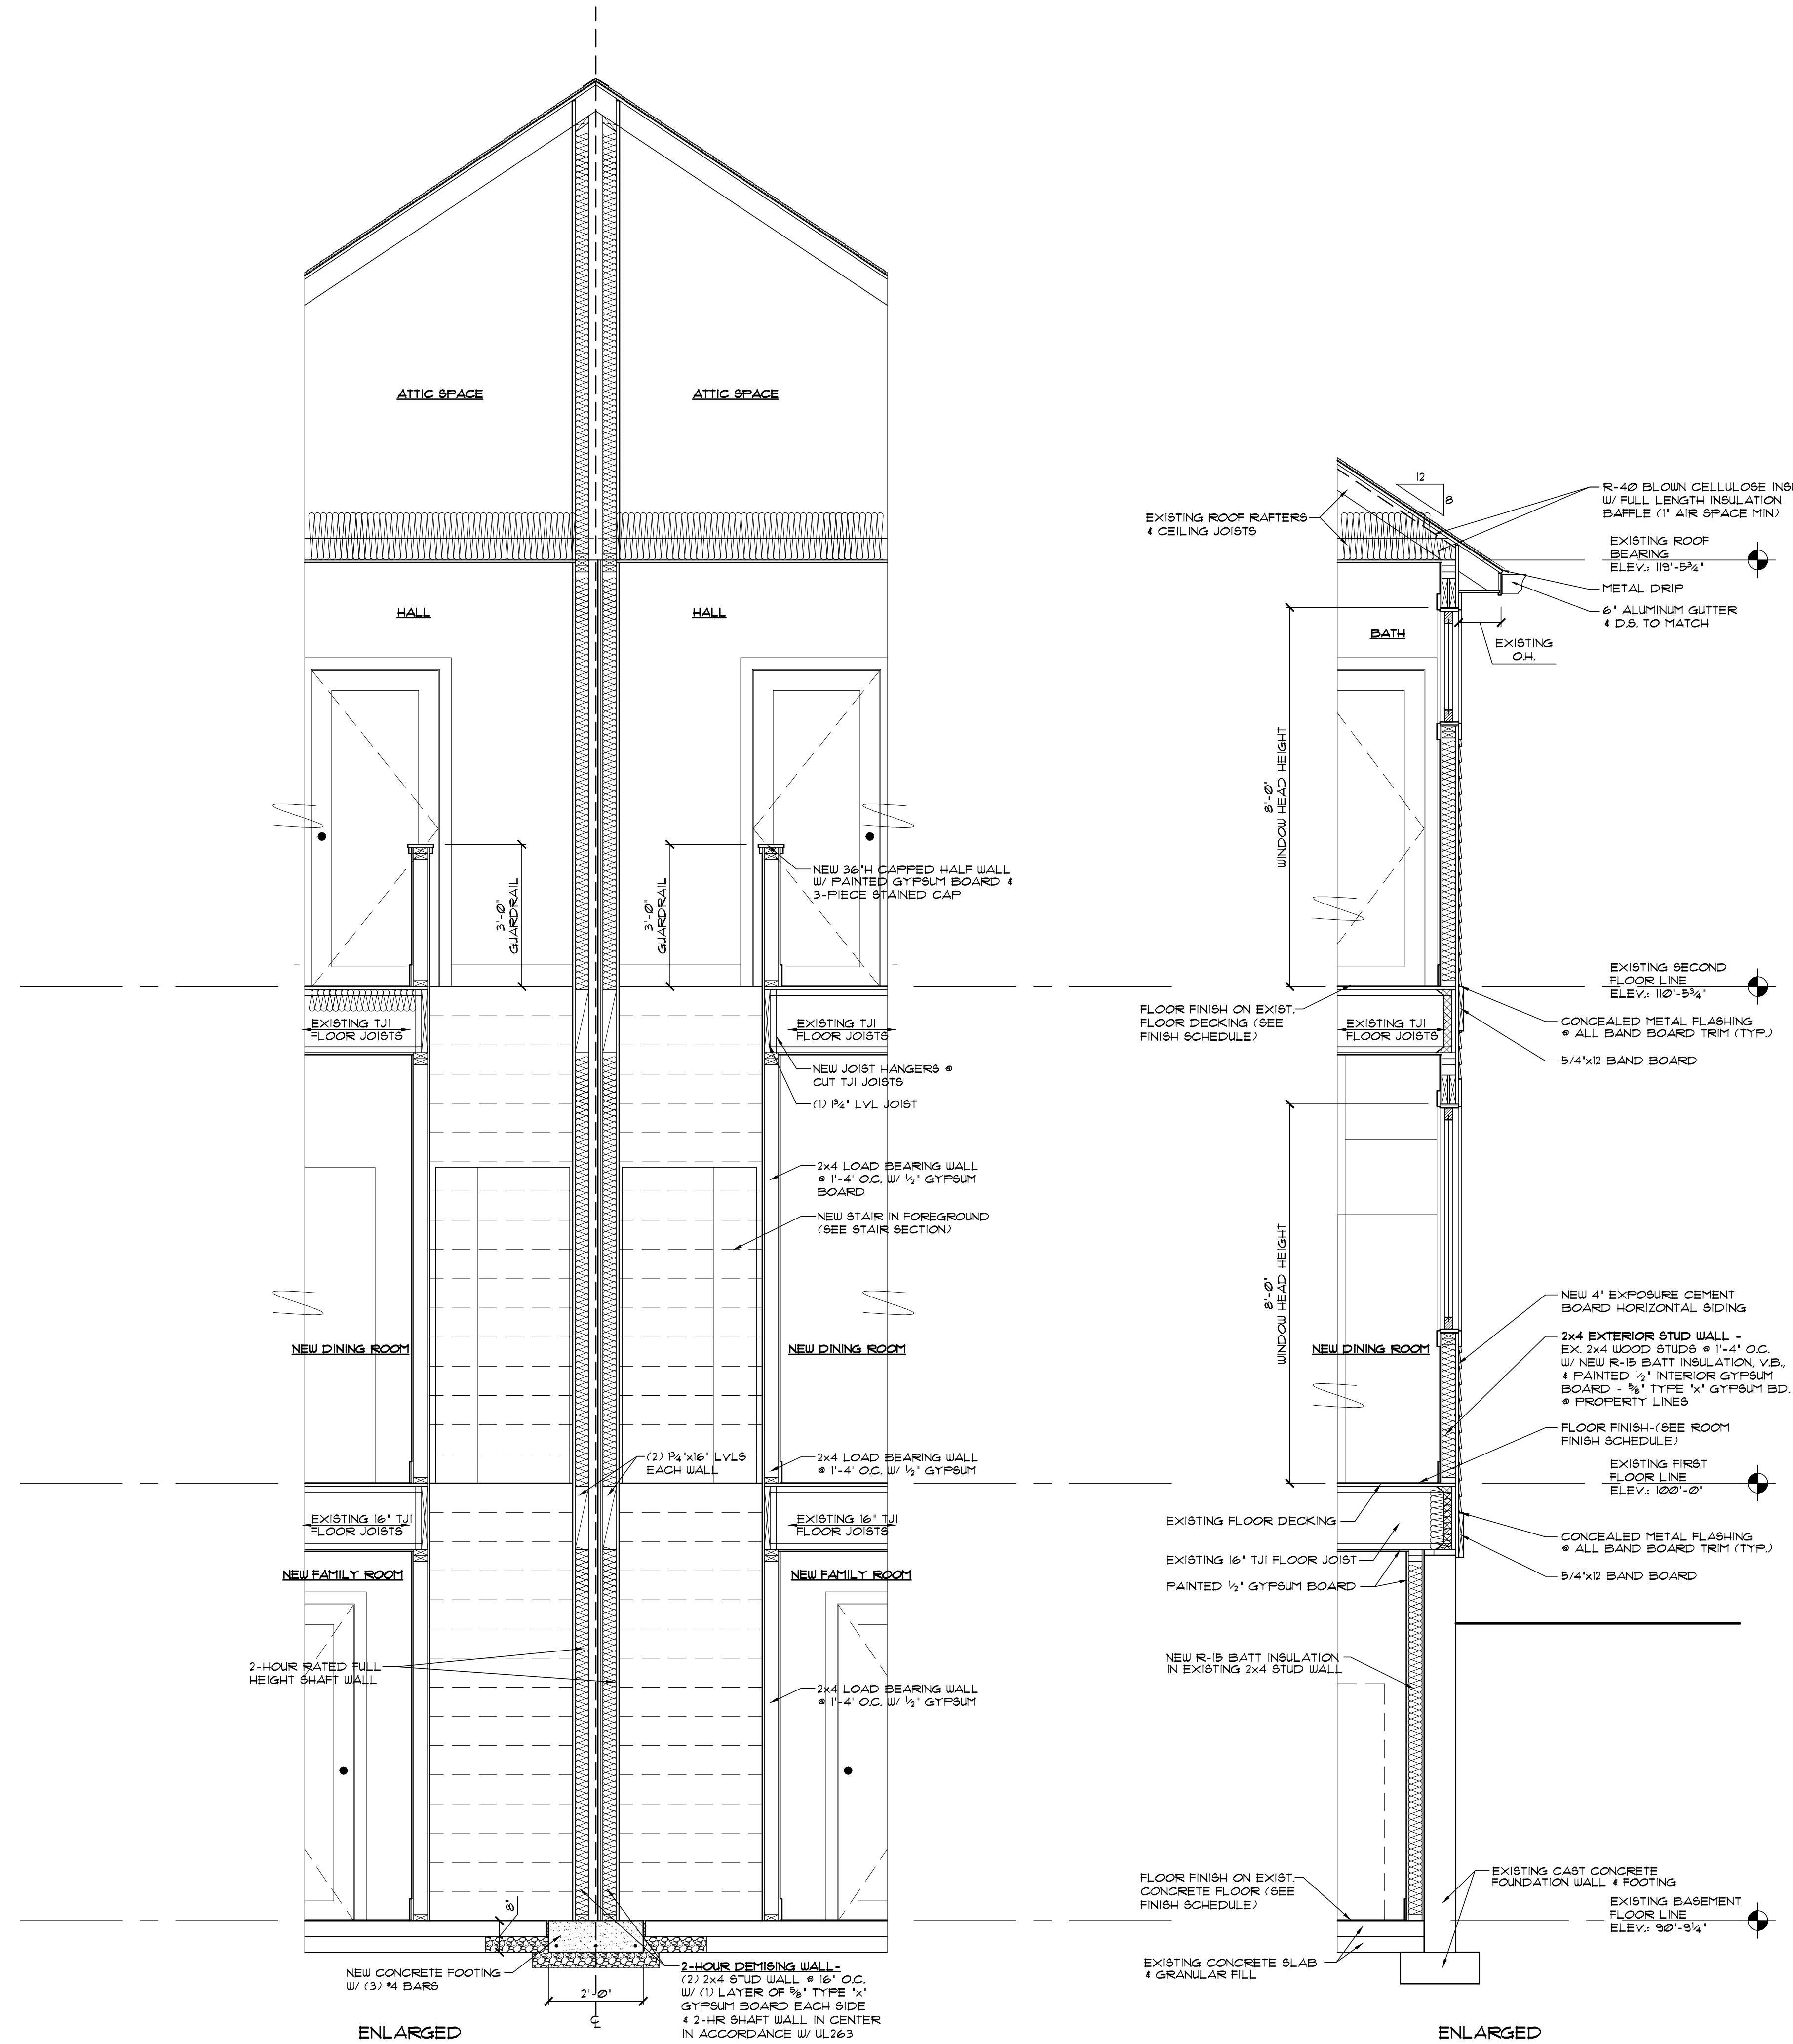 ATTIC SPACE
ATTIC SPACE
HALL
HALL
3'-0"
GUARDRAIL
3'-0"
GUARDRAIL
NEW 36"H CAPPED HALF WALL
W/ PAINTED GYPSUM BOARD &
3-PIECE STAINED CAP
EXISTING TJI
FLOOR JOISTS
EXISTING TJI
FLOOR JOISTS
NEW JOIST HANGERS @
CUT TJI JOISTS
(1) 1¾" LVL JOIST
2x4 LOAD BEARING WALL
@ 1'-4" O.C. W/ ½" GYPSUM
BOARD
NEW STAIR IN FOREGROUND
(SEE STAIR SECTION)
NEW DINING ROOM
NEW DINING ROOM
(2) 1¾"x16" LVLS
EACH WALL
2x4 LOAD BEARING WALL
@ 1'-4" O.C. W/ ½" GYPSUM
EXISTING 16" TJI
FLOOR JOISTS
EXISTING 16" TJI
FLOOR JOISTS
NEW FAMILY ROOM
NEW FAMILY ROOM
2-HOUR RATED FULL
HEIGHT SHAFT WALL
2x4 LOAD BEARING WALL
@ 1'-4" O.C. W/ ½" GYPSUM
8"
NEW CONCRETE FOOTING
W/ (3) #4 BARS
2'-0"
℄
2-HOUR DEMISING WALL-
(2) 2x4 STUD WALL @ 16" O.C.
W/ (1) LAYER OF ⅝" TYPE "X"
GYPSUM BOARD EACH SIDE
& 2-HR SHAFT WALL IN CENTER
IN ACCORDANCE W/ UL263
ENLARGED
12
8
EXISTING ROOF RAFTERS
& CEILING JOISTS
R-40 BLOWN CELLULOSE INSU
W/ FULL LENGTH INSULATION
BAFFLE (1" AIR SPACE MIN)
EXISTING ROOF
BEARING
ELEV.: 119'-5¾"
METAL DRIP
6" ALUMINUM GUTTER
& D.S. TO MATCH
EXISTING
O.H.
BATH
8'-0"
WINDOW HEAD HEIGHT
EXISTING SECOND
FLOOR LINE
ELEV.: 110'-5¾"
FLOOR FINISH ON EXIST.
FLOOR DECKING (SEE
FINISH SCHEDULE)
EXISTING TJI
FLOOR JOISTS
CONCEALED METAL FLASHING
@ ALL BAND BOARD TRIM (TYP.)
5/4"x12 BAND BOARD
8'-0"
WINDOW HEAD HEIGHT
NEW DINING ROOM
NEW 4" EXPOSURE CEMENT
BOARD HORIZONTAL SIDING
2x4 EXTERIOR STUD WALL -
EX. 2x4 WOOD STUDS @ 1'-4" O.C.
W/ NEW R-15 BATT INSULATION, V.B.,
& PAINTED ½" INTERIOR GYPSUM
BOARD - ⅝" TYPE "X" GYPSUM BD.
@ PROPERTY LINES
FLOOR FINISH-(SEE ROOM
FINISH SCHEDULE)
EXISTING FIRST
FLOOR LINE
ELEV.: 100'-0"
EXISTING FLOOR DECKING
CONCEALED METAL FLASHING
@ ALL BAND BOARD TRIM (TYP.)
EXISTING 16" TJI FLOOR JOIST
5/4"x12 BAND BOARD
PAINTED ½" GYPSUM BOARD
NEW R-15 BATT INSULATION
IN EXISTING 2x4 STUD WALL
FLOOR FINISH ON EXIST.
CONCRETE FLOOR (SEE
FINISH SCHEDULE)
EXISTING CAST CONCRETE
FOUNDATION WALL & FOOTING
EXISTING BASEMENT
FLOOR LINE
ELEV.: 90'-9¼"
EXISTING CONCRETE SLAB
& GRANULAR FILL
ENLARGED